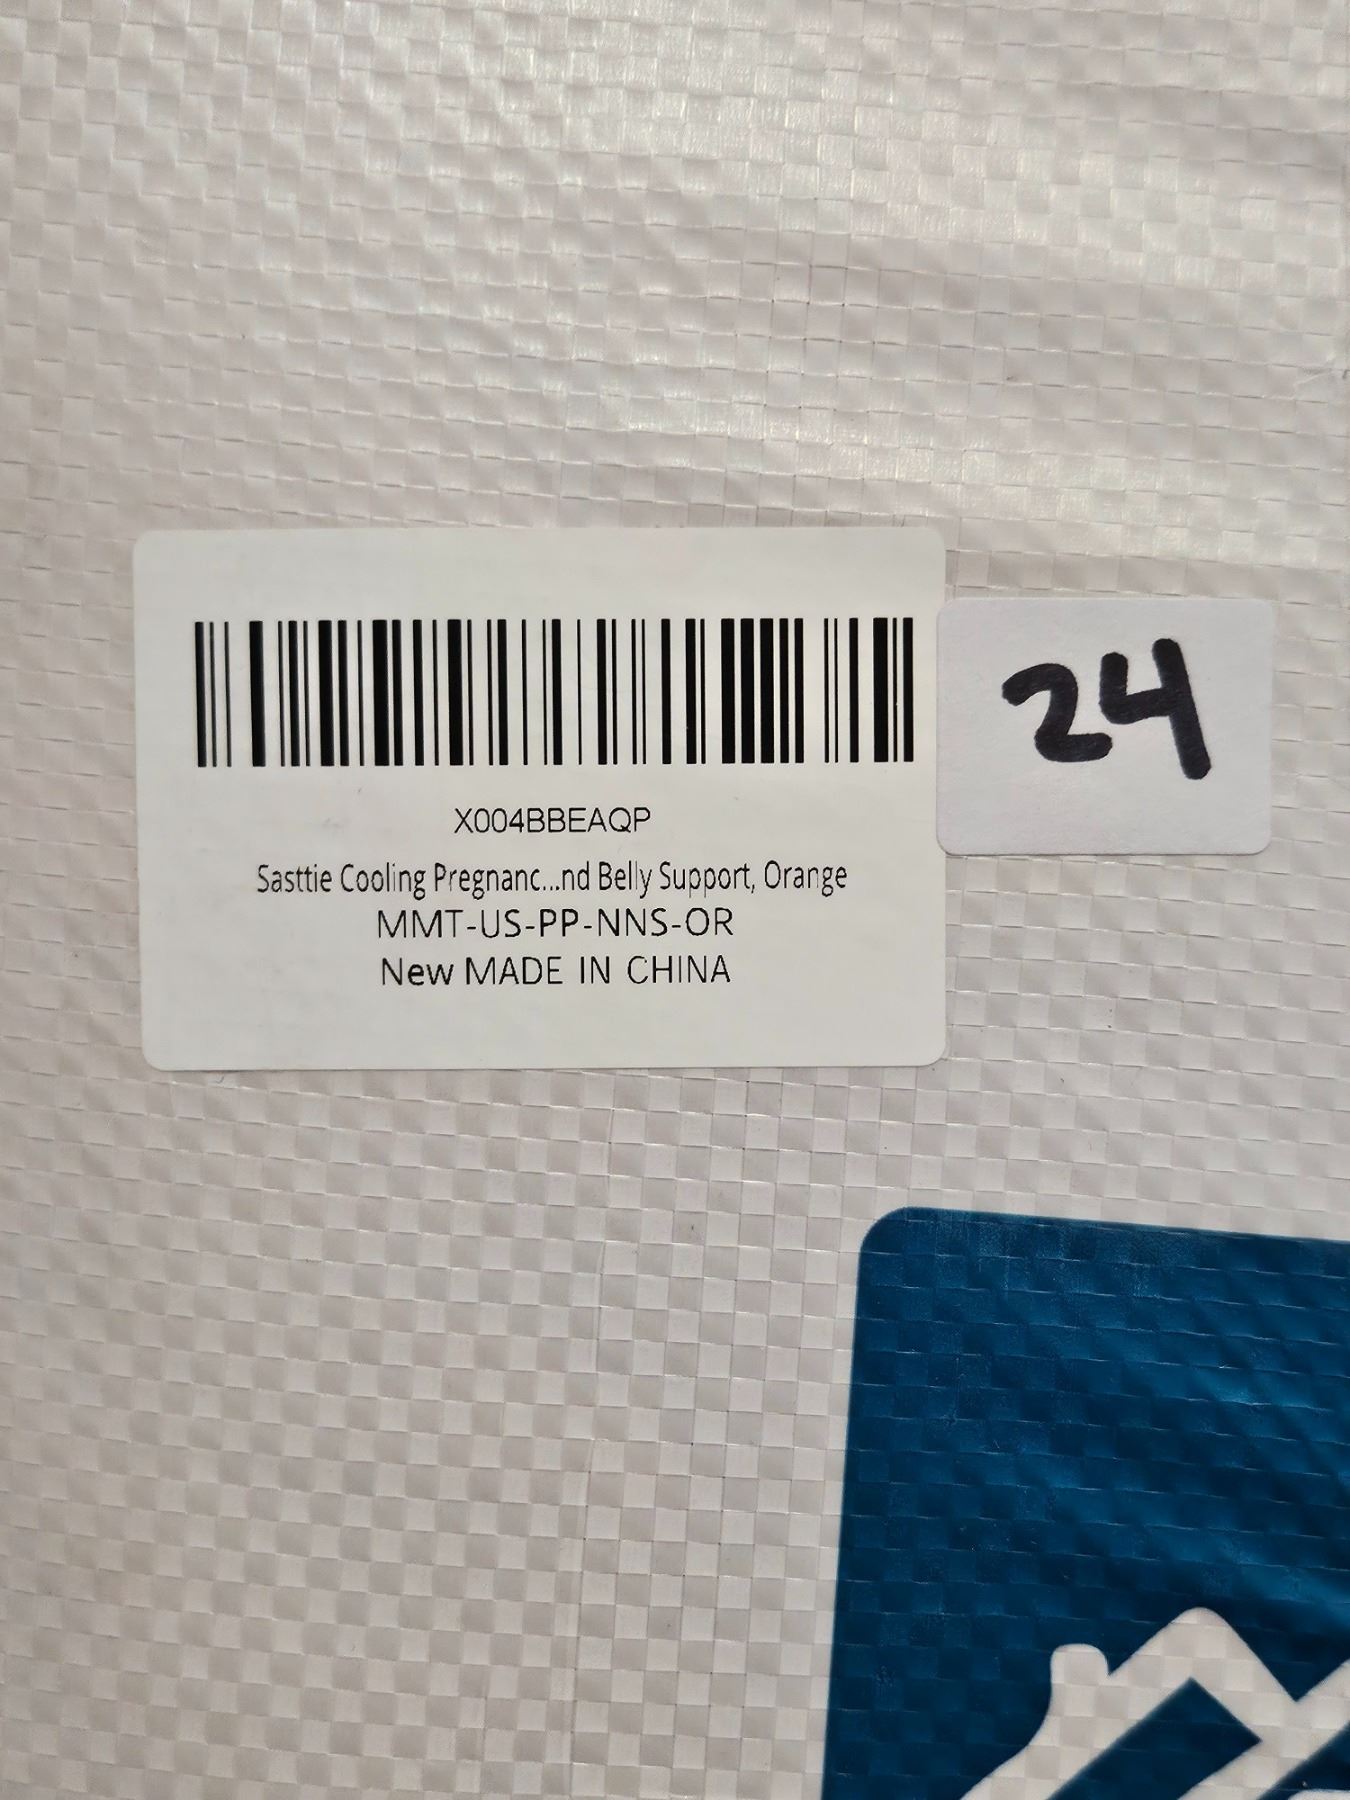 24
X004BBEAQP
Sasttie Cooling Pregnanc...nd Belly Support, Orange
MMT-US-PP-NNS-OR
New MADE IN CHINA